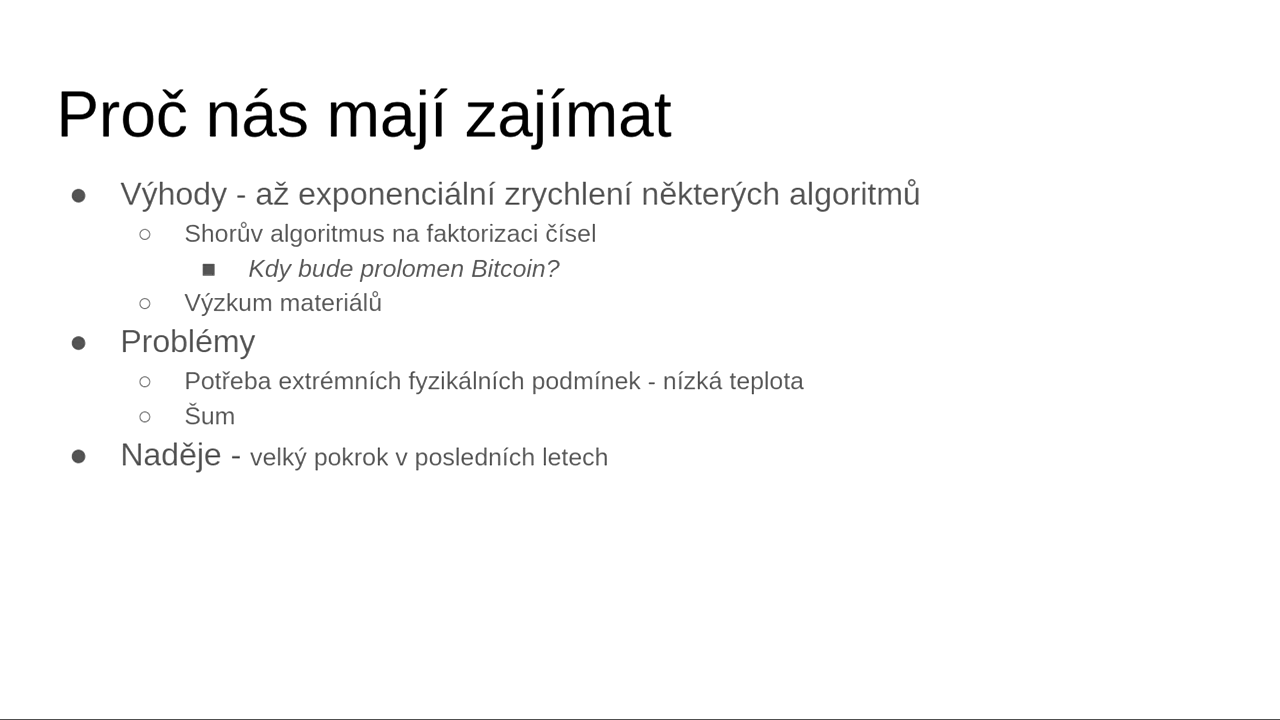 Proč nás mají zajímat
● Výhody - až exponenciální zrychlení některých algoritmů
○ Shorův algoritmus na faktorizaci čísel
■ Kdy bude prolomen Bitcoin?
○ Výzkum materiálů
● Problémy
○ Potřeba extrémních fyzikálních podmínek - nízká teplota
○ Šum
● Naděje - velký pokrok v posledních letech